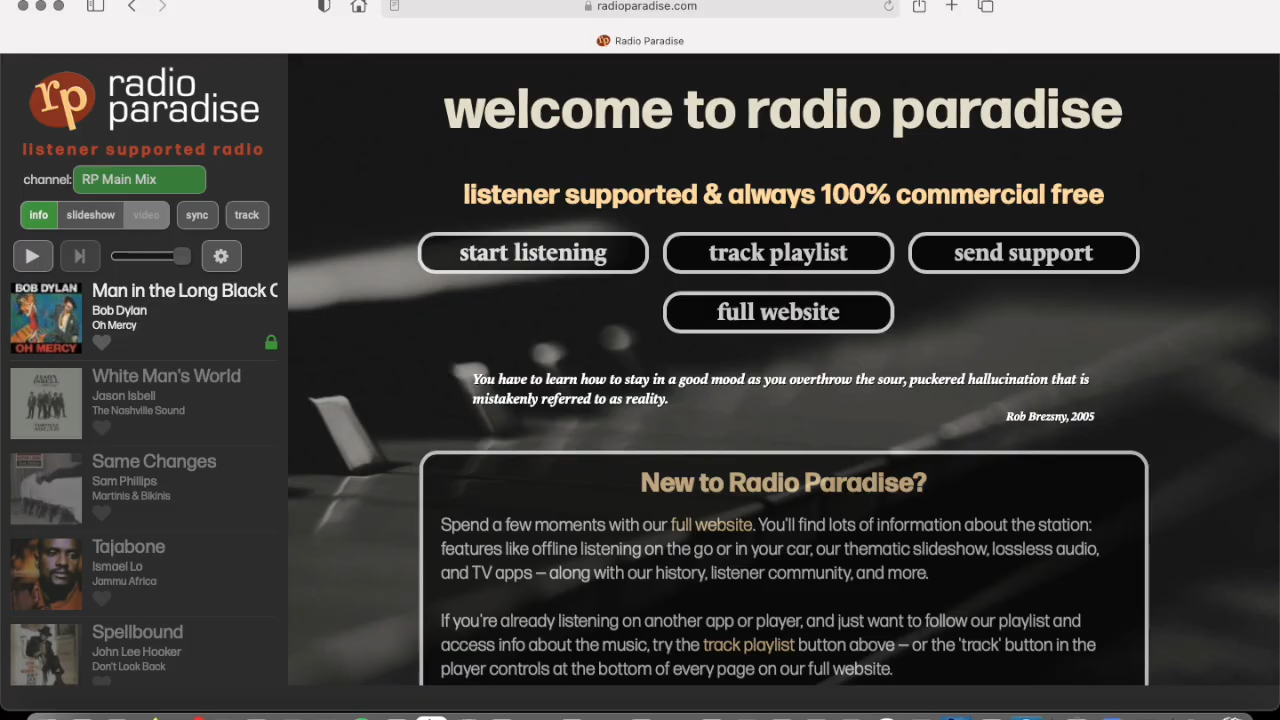 radioparadise.com
Radio Paradise
rp radio
paradise
listener supported radio
channel: RP Main Mix
info slideshow video sync track
BOB DYLAN
OH MERCY
Man in the Long Black
Bob Dylan
Oh Mercy
White Man's World
Jason Isbell
The Nashville Sound
Same Changes
Sam Phillips
Martinis & Bikinis
Tajabone
Ismael Lo
Jammu Africa
Spellbound
John Lee Hooker
Don't Look Back
welcome to radio paradise
listener supported & always 100% commercial free
start listening track playlist send support
full website
You have to learn how to stay in a good mood as you overthrow the sour, puckered hallucination that is
mistakenly referred to as reality.
Rob Brezsny, 2005
New to Radio Paradise?
Spend a few moments with our full website. You'll find lots of information about the station:
features like offline listening on the go or in your car, our thematic slideshow, lossless audio,
and TV apps — along with our history, listener community, and more.
If you're already listening on another app or player, and just want to follow our playlist and
access info about the music, try the track playlist button above — or the 'track' button in the
player controls at the bottom of every page on our full website.